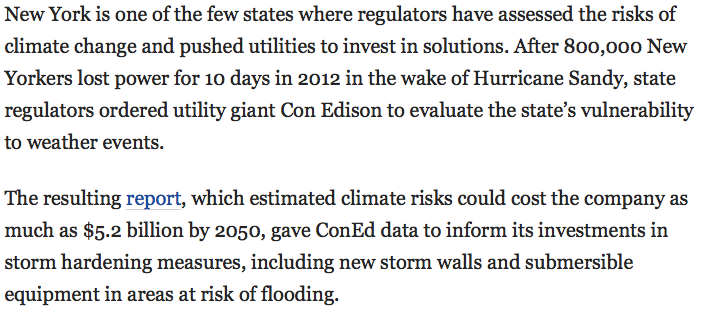 New York is one of the few states where regulators have assessed the risks of
climate change and pushed utilities to invest in solutions. After 800,000 New
Yorkers lost power for 10 days in 2012 in the wake of Hurricane Sandy, state
regulators ordered utility giant Con Edison to evaluate the state’s vulnerability
to weather events.
The resulting report, which estimated climate risks could cost the company as
much as $5.2 billion by 2050, gave ConEd data to inform its investments in
storm hardening measures, including new storm walls and submersible
equipment in areas at risk of flooding.